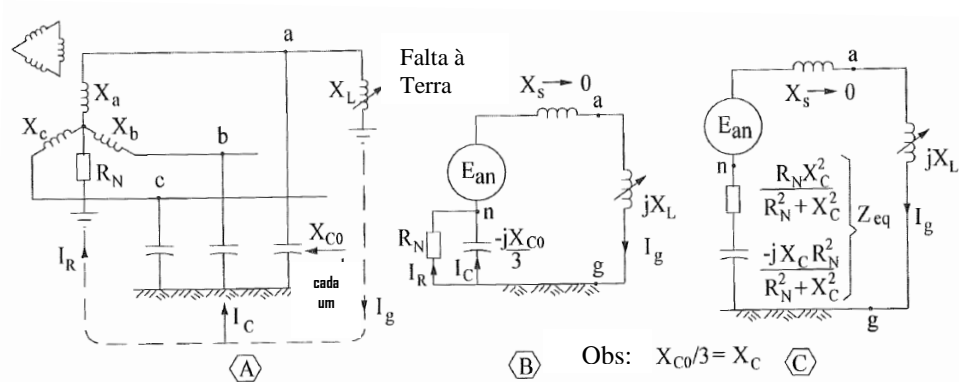 a
X_a
X_c
X_b
R_N
b
c
X_L
Falta à
Terra
X_C0
cada
um
I_R
I_C
I_g
A
X_s → 0
a
E_an
n
R_N
-jX_C0
3
jX_L
I_R
I_C
I_g
g
B
Obs: X_C0/3 = X_C
X_s → 0
a
E_an
n
R_N X_C^2
R_N^2 + X_C^2
Z_eq
-j X_C R_N^2
R_N^2 + X_C^2
jX_L
I_g
g
C